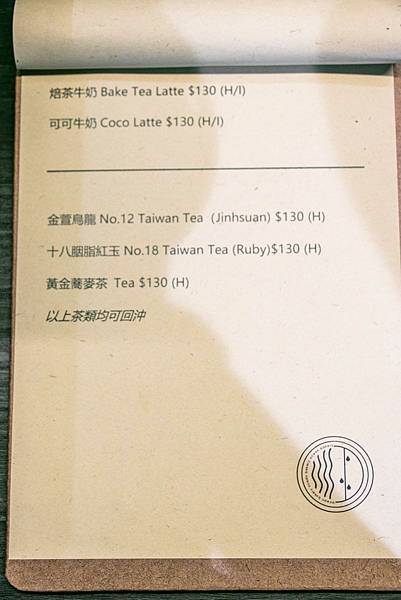 焙茶牛奶 Bake Tea Latte $130 (H/I)
可可牛奶 Coco Latte $130 (H/I)
金萱烏龍 No.12 Taiwan Tea (Jinhsuan) $130 (H)
十八胭脂紅玉 No.18 Taiwan Tea (Ruby)$130 (H)
黃金蕎麥茶 Tea $130 (H)
以上茶類均可回沖